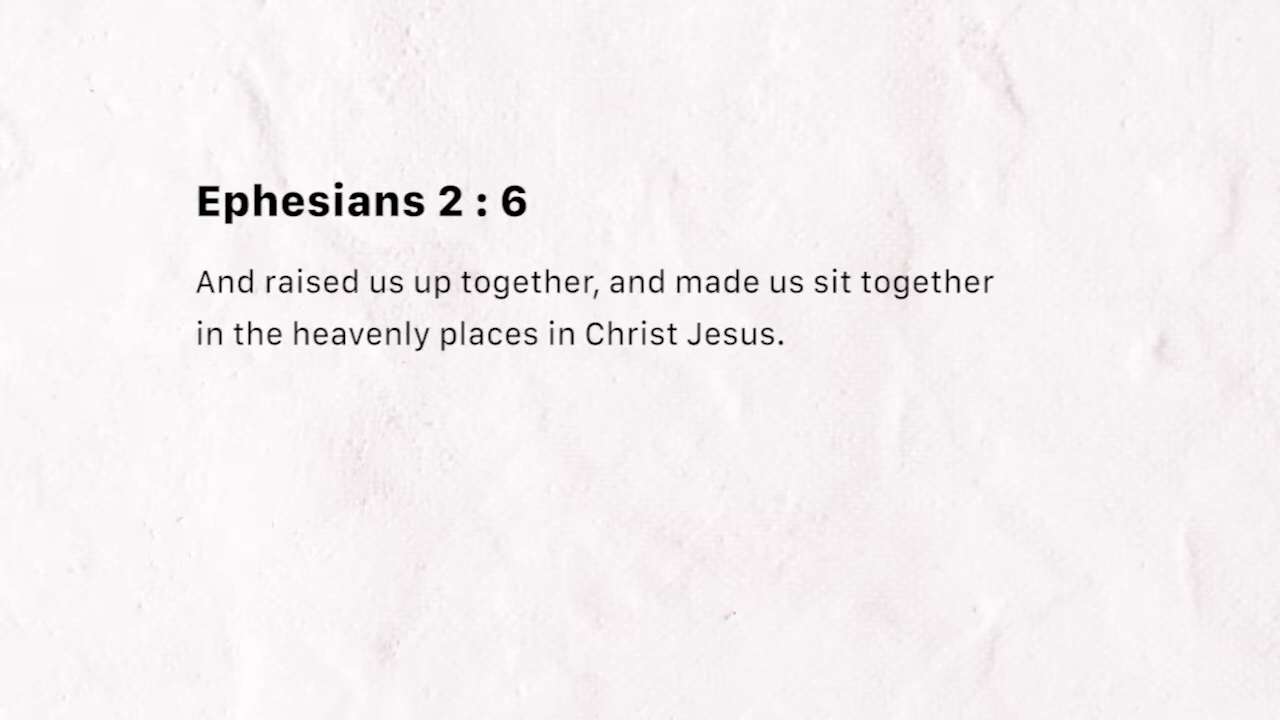 Ephesians 2 : 6
And raised us up together, and made us sit together
in the heavenly places in Christ Jesus.